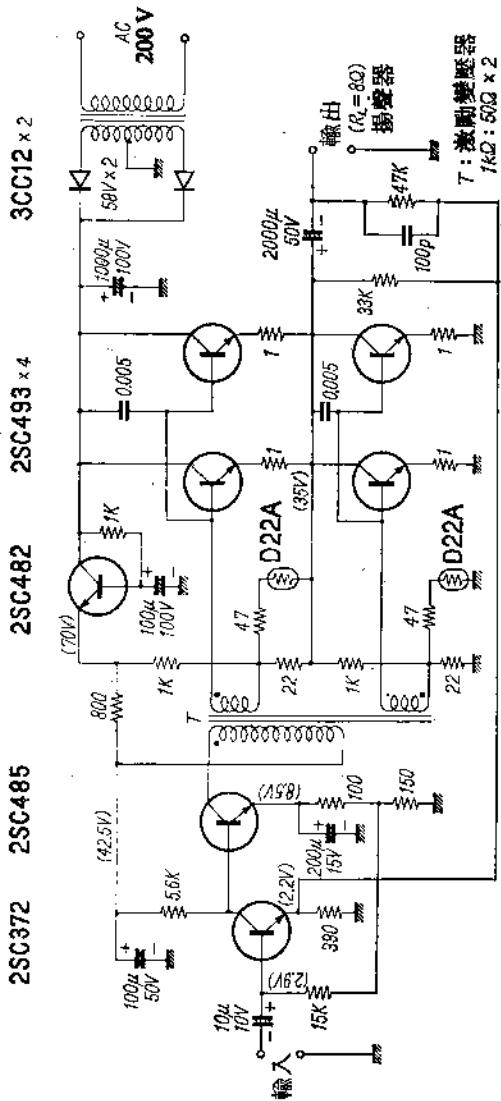 2SC372
2SC485
2SC482
2SC493 × 4
3CC12 × 2
AC
200 V
58V × 2
1000μ
100V
+
-
0.005
1K
(70V)
100μ
100V
+
-
800
1K
1
1
47
D22A
22
T
(42.5V)
100μ
50V
+
-
5.6K
(35V)
0.005
2000μ
50V
+
-
輸出
(RL=8Ω)
揚聲器
33K
47K
100p
1K
47
D22A
22
1
1
(8.5V)
200μ
15V
+
-
100
150
(2.2V)
390
(2.9V)
15K
10μ
10V
-
+
輸入
T：激動變壓器
1kΩ : 50Ω × 2